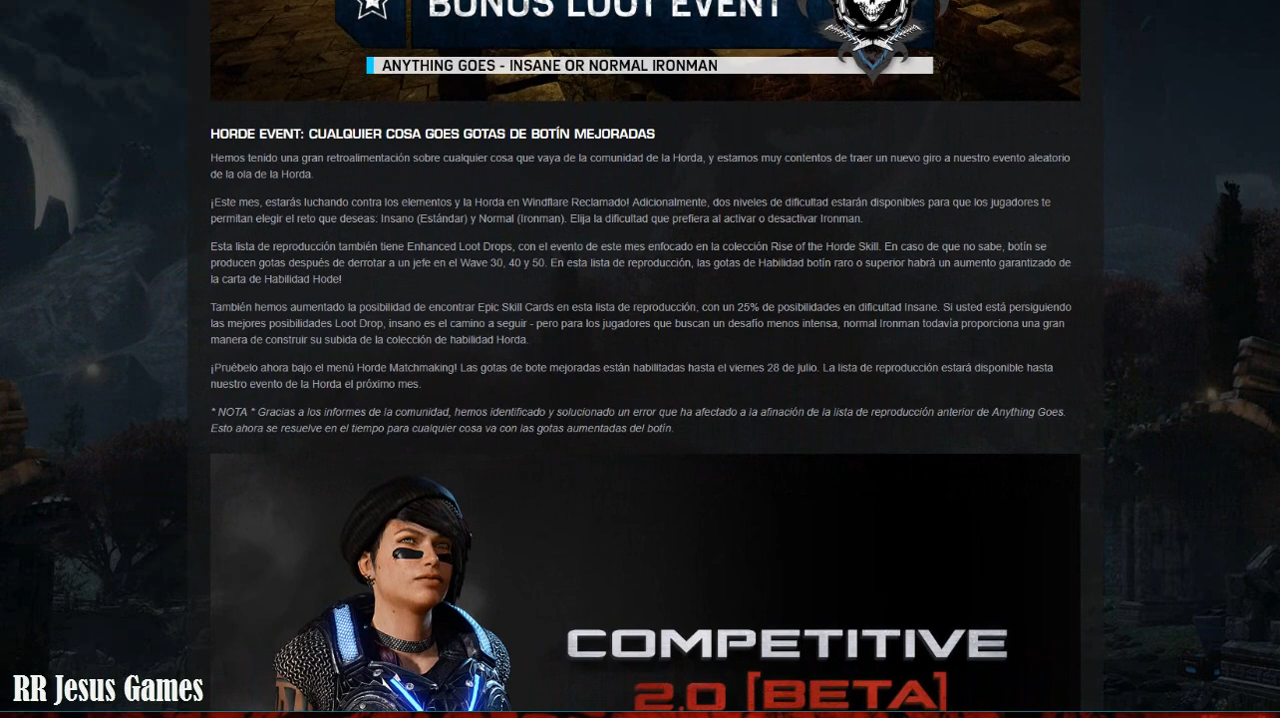 BONUS LOOT EVENT
ANYTHING GOES - INSANE OR NORMAL IRONMAN
HORDE EVENT: CUALQUIER COSA GOES GOTAS DE BOTÍN MEJORADAS
Hemos tenido una gran retroalimentación sobre cualquier cosa que vaya de la comunidad de la Horda, y estamos muy contentos de traer un nuevo giro a nuestro evento aleatorio
de la ola de la Horda.
¡Este mes, estarás luchando contra los elementos y la Horda en Windflare Reclamado! Adicionalmente, dos niveles de dificultad estarán disponibles para que los jugadores te
permitan elegir el reto que deseas: Insano (Estándar) y Normal (Ironman). Elija la dificultad que prefiera al activar o desactivar Ironman.
Esta lista de reproducción también tiene Enhanced Loot Drops, con el evento de este mes enfocado en la colección Rise of the Horde Skill. En caso de que no sabe, botín se
producen gotas después de derrotar a un jefe en el Wave 30, 40 y 50. En esta lista de reproducción, las gotas de Habilidad botín raro o superior habrá un aumento garantizado de
la carta de Habilidad Hode!
También hemos aumentado la posibilidad de encontrar Epic Skill Cards en esta lista de reproducción, con un 25% de posibilidades en dificultad Insane. Si usted está persiguiendo
las mejores posibilidades Loot Drop, insano es el camino a seguir - pero para los jugadores que buscan un desafío menos intensa, normal Ironman todavía proporciona una gran
manera de construir su subida de la colección de habilidad Horda.
¡Pruébelo ahora bajo el menú Horde Matchmaking! Las gotas de bote mejoradas están habilitadas hasta el viernes 28 de julio. La lista de reproducción estará disponible hasta
nuestro evento de la Horda el próximo mes.
* NOTA * Gracias a los informes de la comunidad, hemos identificado y solucionado un error que ha afectado a la afinación de la lista de reproducción anterior de Anything Goes.
Esto ahora se resuelve en el tiempo para cualquier cosa va con las gotas aumentadas del botín.
COMPETITIVE
2.0 [BETA]
RR Jesus Games